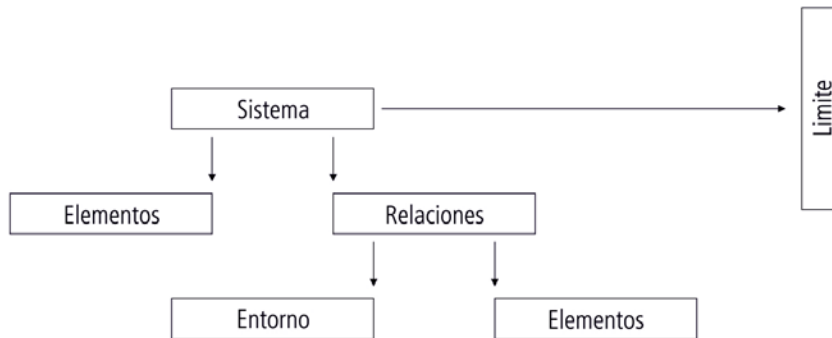 Limite
Sistema
Elementos
Relaciones
Entorno
Elementos